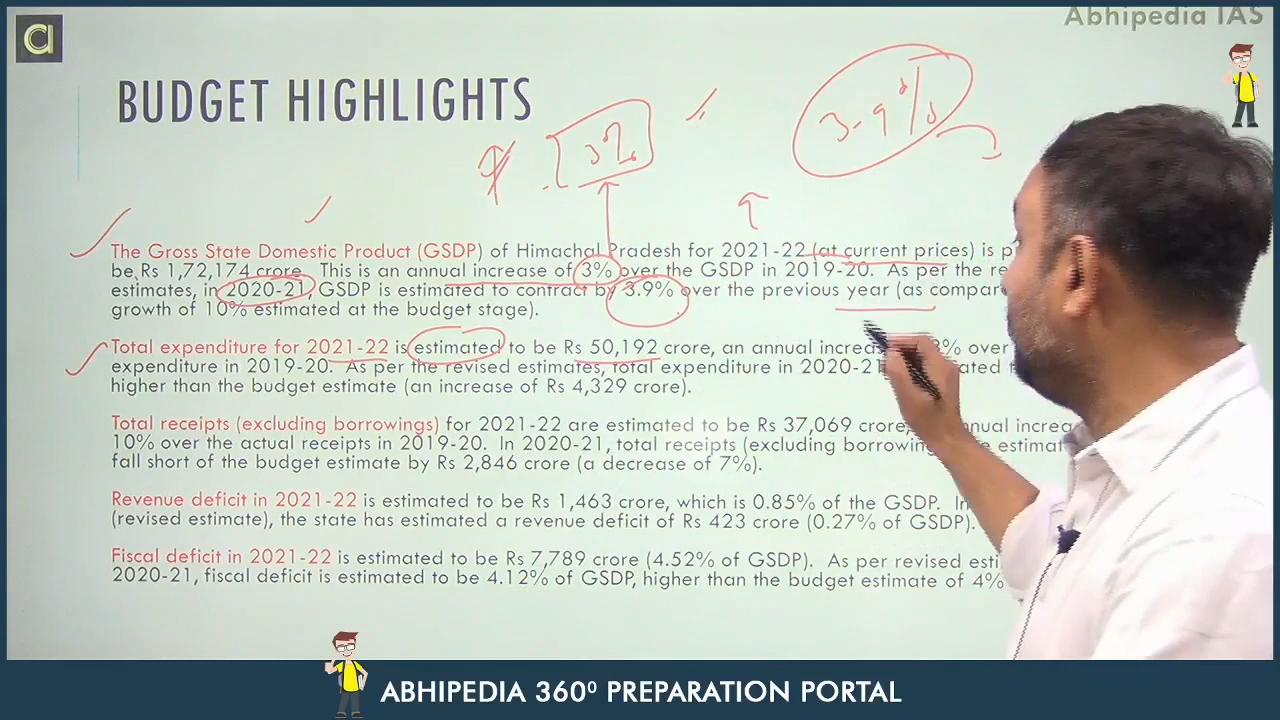 Abhipedia IAS
BUDGET HIGHLIGHTS
3%
3.9%
The Gross State Domestic Product (GSDP) of Himachal Pradesh for 2021-22 (at current prices) is
be Rs 1,72,174 crore. This is an annual increase of 3% over the GSDP in 2019-20. As per the
estimates, in 2020-21, GSDP is estimated to contract by 3.9% over the previous year (as
growth of 10% estimated at the budget stage).
Total expenditure for 2021-22 is estimated to be Rs 50,192 crore, an annual over
expenditure in 2019-20. As per the revised estimates, total expenditure in
higher than the budget estimate (an increase of Rs 4,329 crore).
Total receipts (excluding borrowings) for 2021-22 are estimated to be Rs 37,069 crore,
10% over the actual receipts in 2019-20. In 2020-21, total receipts (excluding
fall short of the budget estimate by Rs 2,846 crore (a decrease of 7%).
Revenue deficit in 2021-22 is estimated to be Rs 1,463 crore, which is 0.85% of the GSDP. In
(revised estimate), the state has estimated a revenue deficit of Rs 423 crore (0.27% of GSDP).
Fiscal deficit in 2021-22 is estimated to be Rs 7,789 crore (4.52% of GSDP). As per revised
2020-21, fiscal deficit is estimated to be 4.12% of GSDP, higher than the budget estimate of 4%
ABHIPEDIA 360⁰ PREPARATION PORTAL